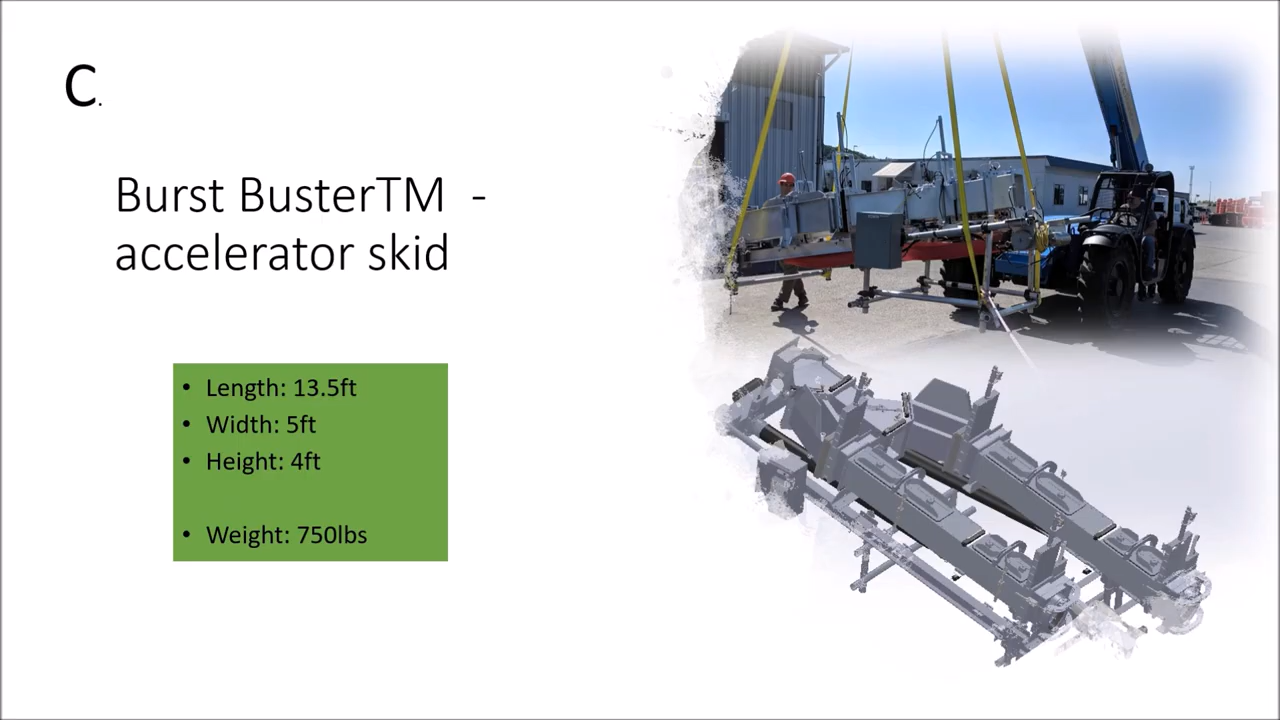 C.
Burst BusterTM -
accelerator skid
• Length: 13.5ft
• Width: 5ft
• Height: 4ft
• Weight: 750lbs